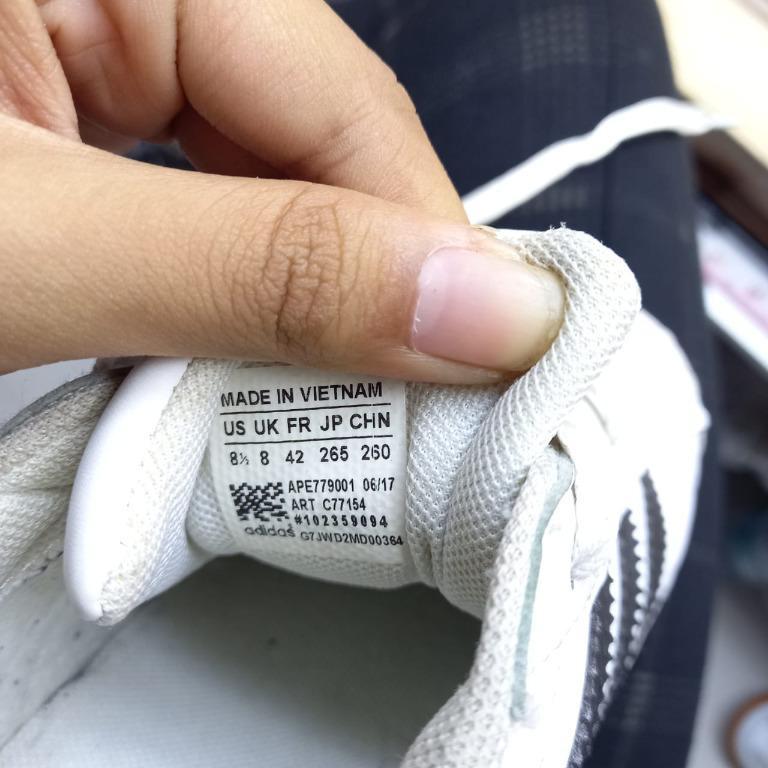 MADE IN VIETNAM
US UK FR JP CHN
8½ 8 42 265 260
APE779001 06/17
ART C77154
#102359094
adidas G7JWD2MD00364